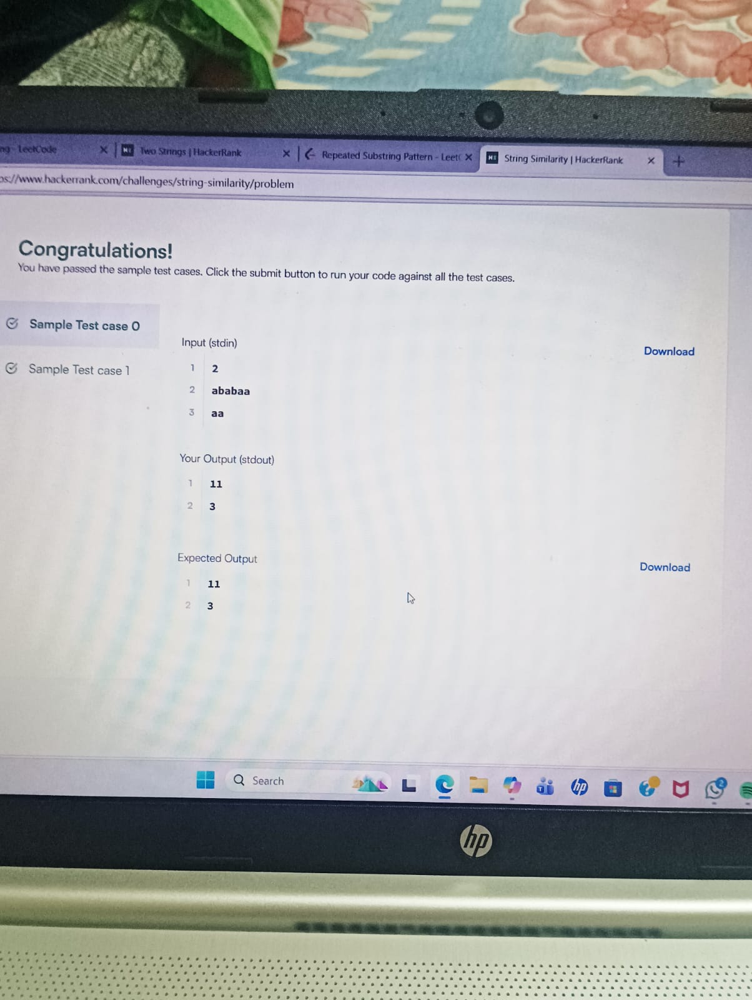 ng - LeetCode
Two Strings | HackerRank
Repeated Substring Pattern - Leet
String Similarity | HackerRank
ps://www.hackerrank.com/challenges/string-similarity/problem
Congratulations!
You have passed the sample test cases. Click the submit button to run your code against all the test cases.
Sample Test case 0
Sample Test case 1
Input (stdin)
Download
1 2
2 ababaa
3 aa
Your Output (stdout)
1 11
2 3
Expected Output
Download
1 11
2 3
Search
hp
2
hp